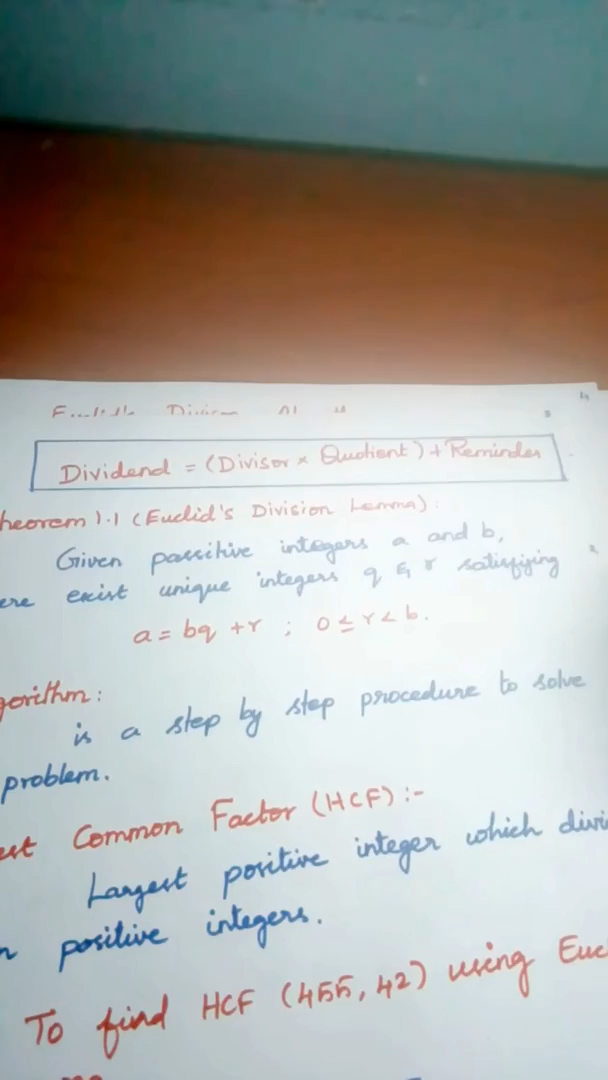 Dividend = (Divisor × Quotient) + Reminder
heorem 1.1 (Euclid's Division Lemma):
Given passitive integers a and b,
ere exist unique integers q & r satisfying
a = bq + r ; 0 ≤ r < b.
gorithm:
is a step by step procedure to solve
problem.
est Common Factor (HCF) :-
Largest positive integer which divi
n positive integers.
To find HCF (455, 42) using Euc